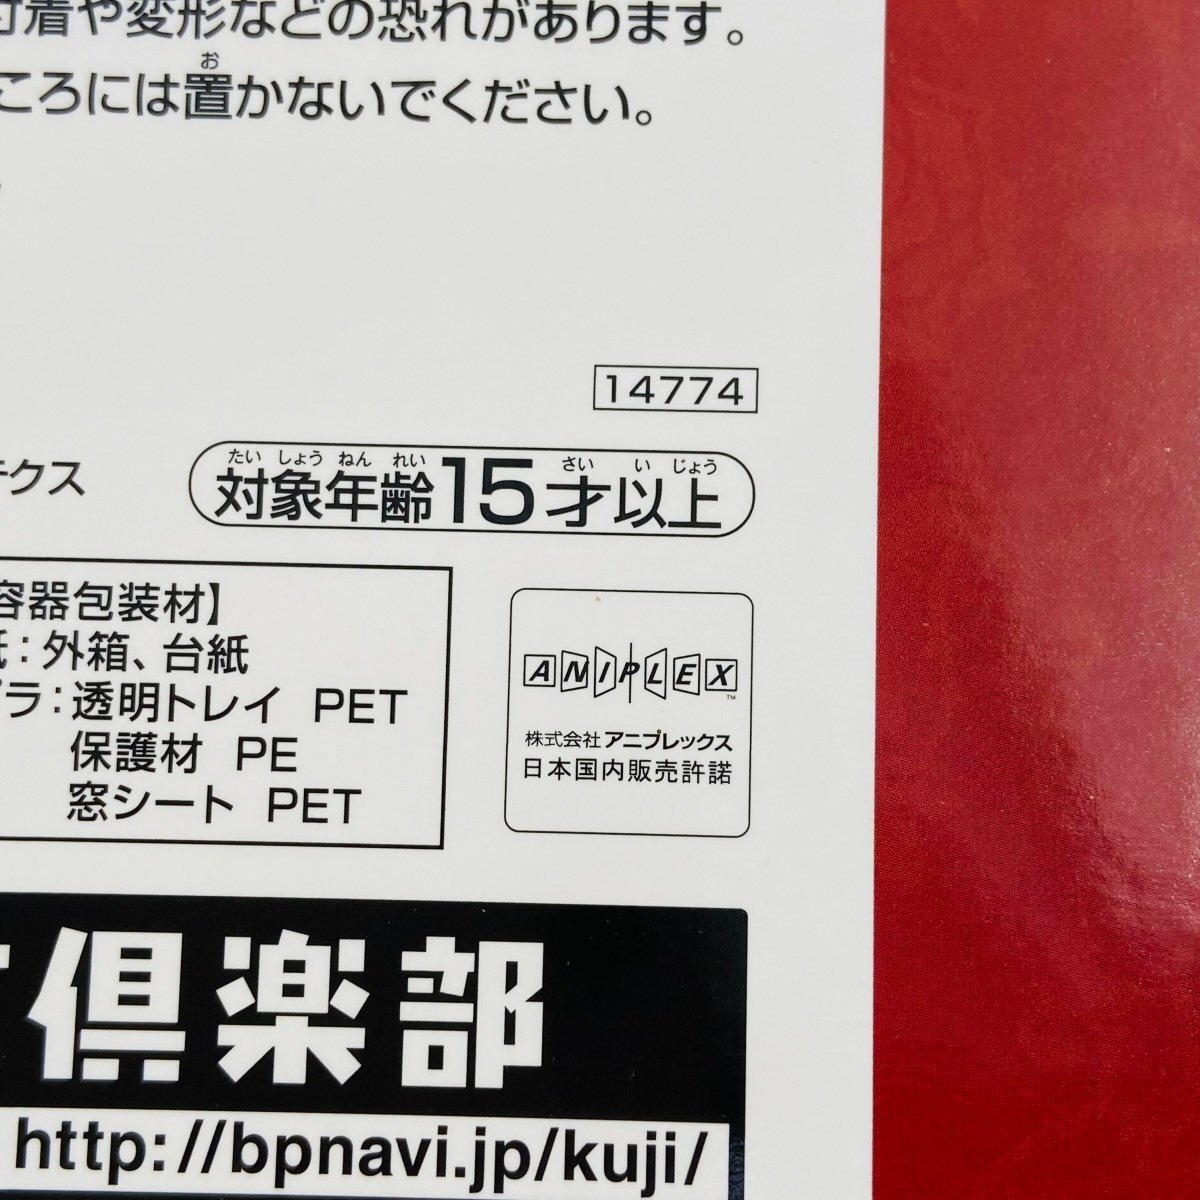 付着や変形などの恐れがあります。
ころには置かないでください。
お
14774
テクス
対象年齢15才以上
たい しょう ねん れい さい い じょう
容器包装材】
紙：外箱、台紙
プラ：透明トレイ PET
保護材 PE
窓シート PET
ANIPLEX
™
株式会社アニプレックス
日本国内販売許諾
倶楽部
http://bpnavi.jp/kuji/